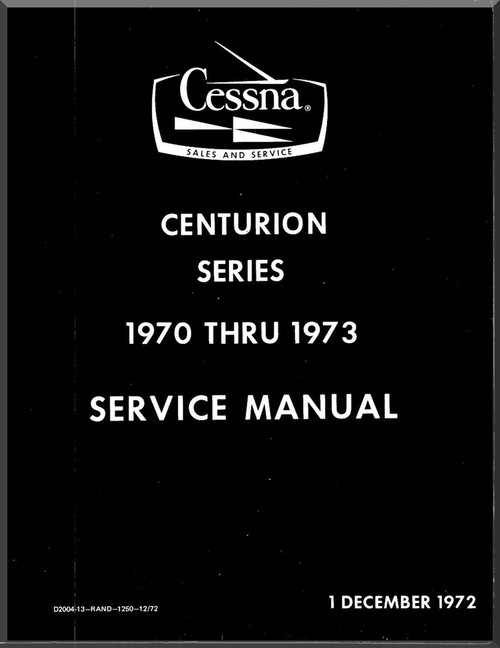 Cessna®
SALES AND SERVICE
CENTURION
SERIES
1970 THRU 1973
SERVICE MANUAL
D2004-13-RAND-1250-12/72
1 DECEMBER 1972